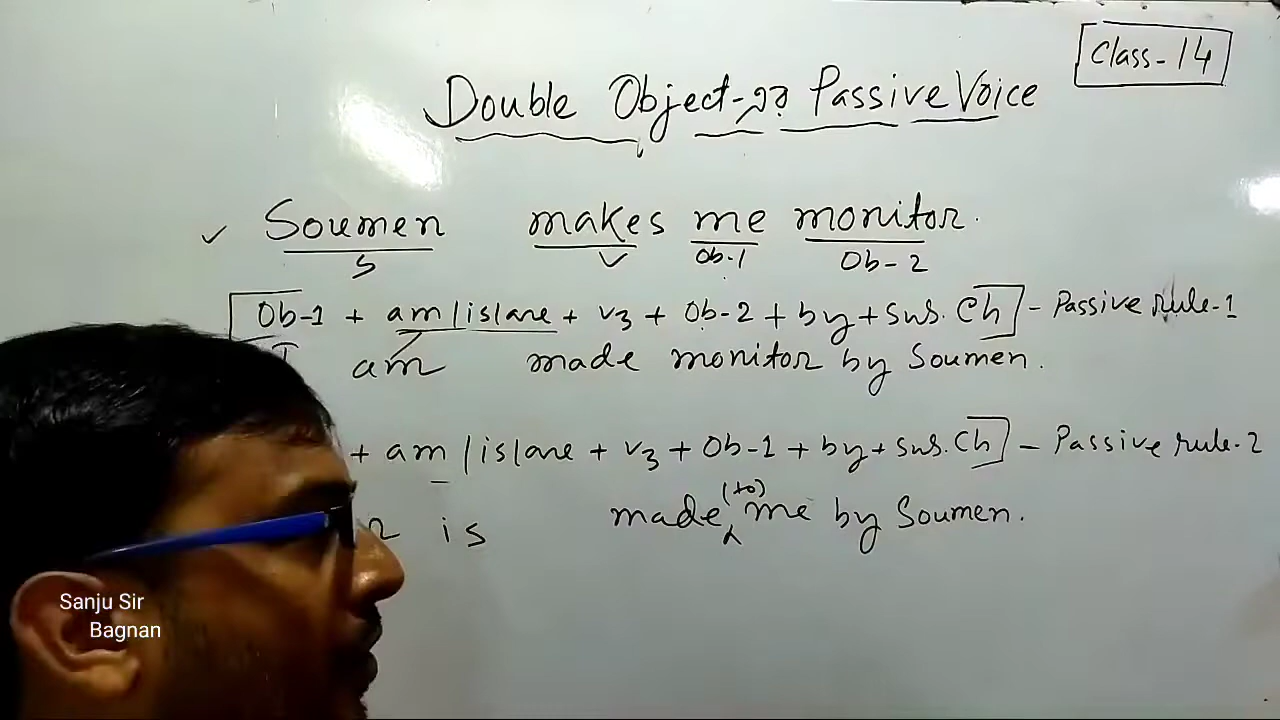 Class-14
Double Object-এর Passive Voice
✓ Soumen makes me monitor.
S V Ob-1 Ob-2
Ob-1 + am/is/are + v3 + Ob-2 + by + sus. Ch - Passive rule-1
I am made monitor by Soumen.
+ am/is/are + v3 + Ob-1 + by + sus. Ch - Passive rule-2
(to)
is made me by Soumen.
Sanju Sir
Bagnan